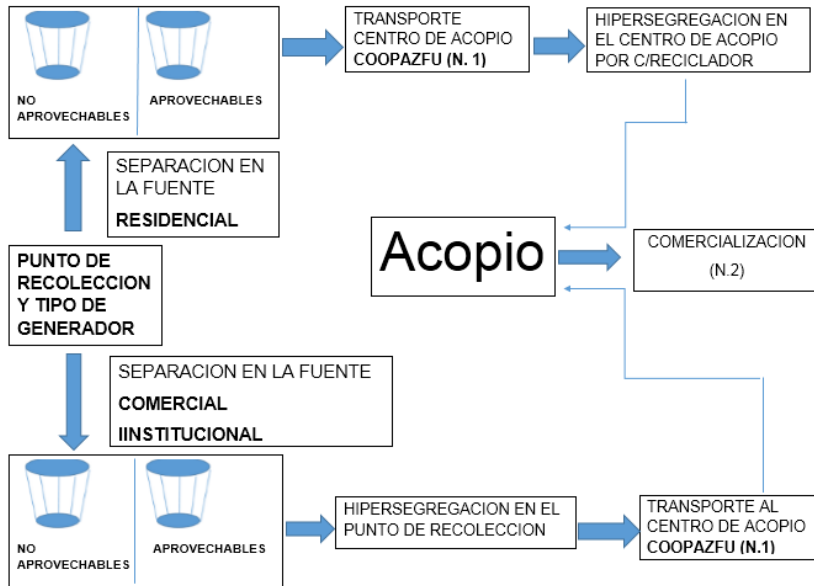 NO
APROVECHABLES
APROVECHABLES
TRANSPORTE
CENTRO DE ACOPIO
COOPAZFU (N. 1)
HIPERSEGREGACION EN
EL CENTRO DE ACOPIO
POR C/RECICLADOR
SEPARACION EN
LA FUENTE
RESIDENCIAL
PUNTO DE
RECOLECCION
Y TIPO DE
GENERADOR
Acopio
COMERCIALIZACION
(N.2)
SEPARACION EN LA FUENTE
COMERCIAL
IINSTITUCIONAL
NO
APROVECHABLES
APROVECHABLES
HIPERSEGREGACION EN EL
PUNTO DE RECOLECCION
TRANSPORTE AL
CENTRO DE ACOPIO
COOPAZFU (N.1)